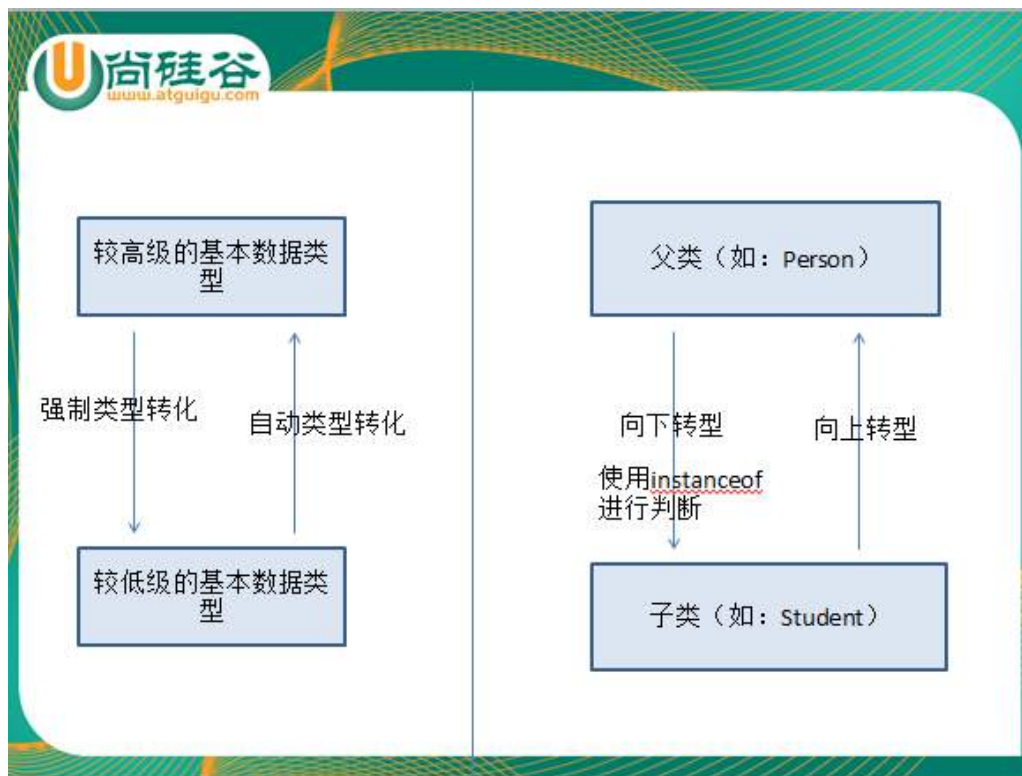 尚硅谷
www.atguigu.com
较高级的基本数据类
型
强制类型转化
自动类型转化
较低级的基本数据类
型
父类（如：Person）
向下转型
向上转型
使用instanceof
进行判断
子类（如：Student）